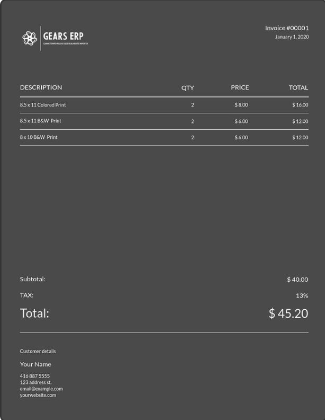 GEARS ERP
Invoice #00001
January 1, 2020
DESCRIPTION QTY PRICE TOTAL
8.5 x 11 Colored Print 2 $ 8.00 $ 16.00
8.5 x 11 B&W Print 2 $ 6.00 $ 12.00
8 x 10 B&W Print 2 $ 6.00 $ 12.00
Subtotal: $ 40.00
TAX: 13%
Total: $ 45.20
Customer details
Your Name
416 887 5555
123 address st.
email@example.com
yourwebsite.com